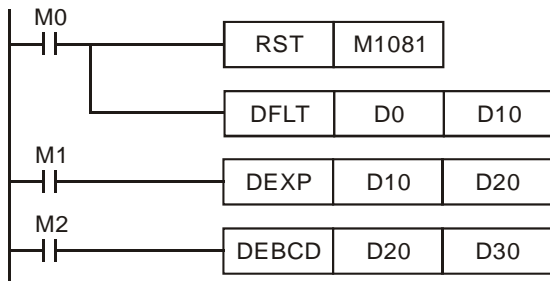 M0
RST M1081
DFLT D0 D10
M1
DEXP D10 D20
M2
DEBCD D20 D30